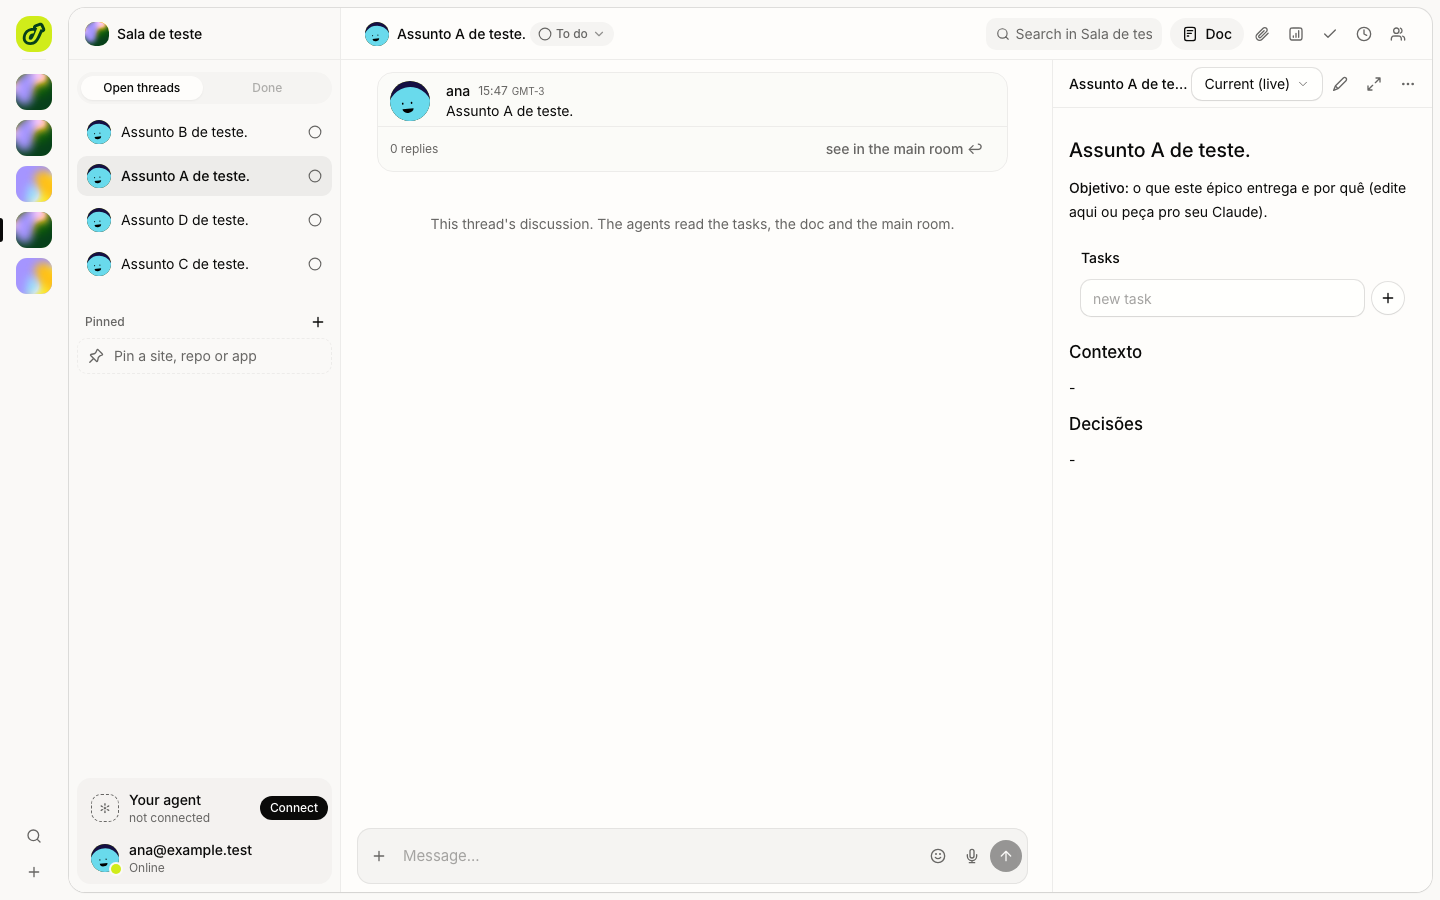 Sala de teste
Open threads
Done
Assunto B de teste.
Assunto A de teste.
Assunto D de teste.
Assunto C de teste.
Pinned
Pin a site, repo or app
Your agent
not connected
Connect
ana@example.test
Online
Assunto A de teste.
To do
Search in Sala de tes
Doc
ana 15:47 GMT-3
Assunto A de teste.
0 replies
see in the main room
This thread's discussion. The agents read the tasks, the doc and the main room.
Message...
Assunto A de te...
Current (live)
Assunto A de teste.
Objetivo: o que este épico entrega e por quê (edite
aqui ou peça pro seu Claude).
Tasks
new task
Contexto
-
Decisões
-